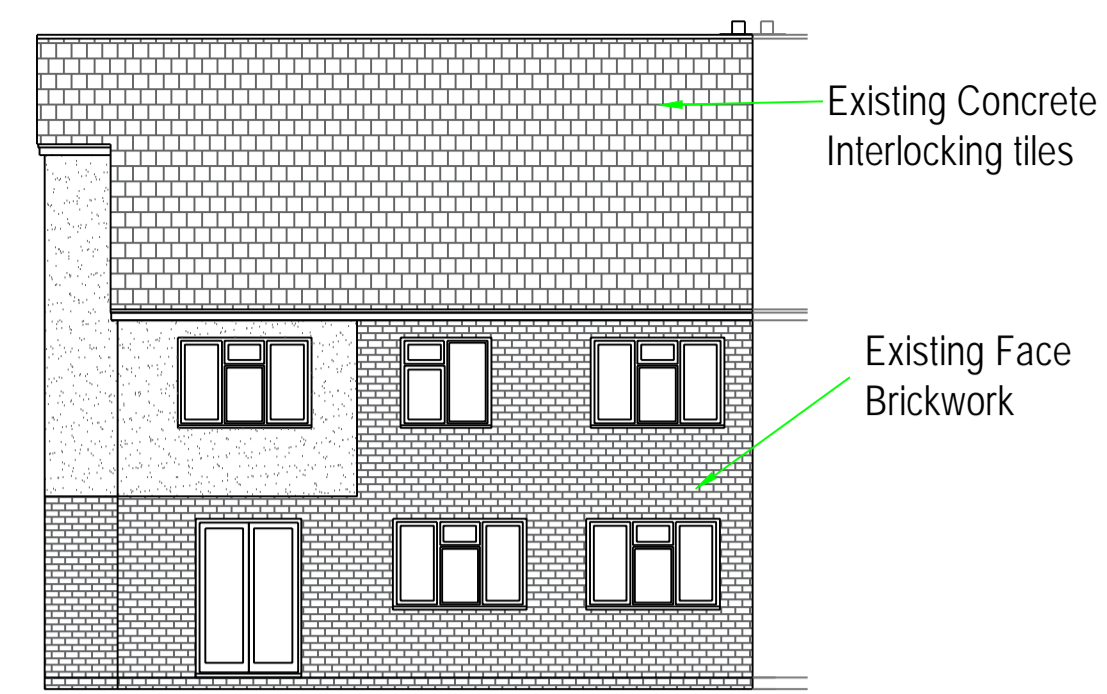 Existing Concrete
Interlocking tiles
Existing Face
Brickwork